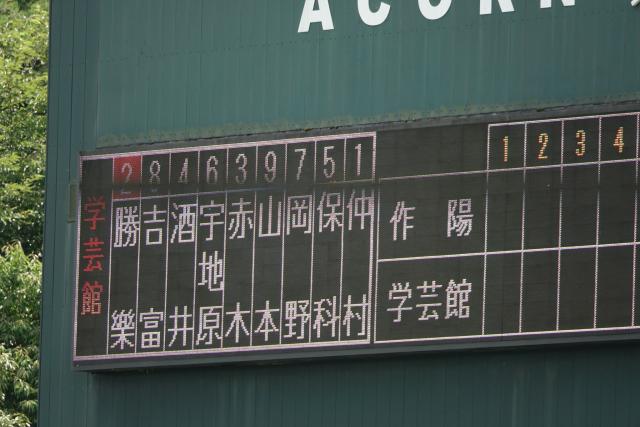 ACORN
学芸館
2 8 4 6 3 9 7 5 1
勝樂
吉富
酒井
宇地原
赤木
山本
岡野
保科
仲村
1 2 3 4
作陽
学芸館